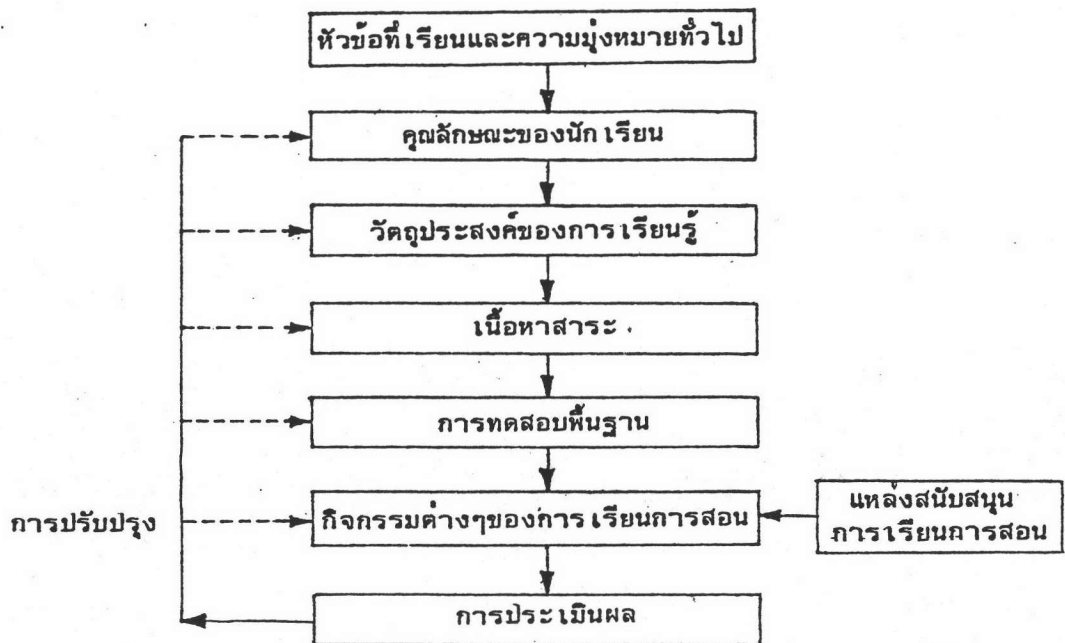 หัวข้อที่เรียนและความมุ่งหมายทั่วไป
คุณลักษณะของนักเรียน
วัตถุประสงค์ของการเรียนรู้
เนื้อหาสาระ
การทดสอบพื้นฐาน
การปรับปรุง
กิจกรรมต่างๆของการเรียนการสอน
แหล่งสนับสนุน
การเรียนการสอน
การประเมินผล